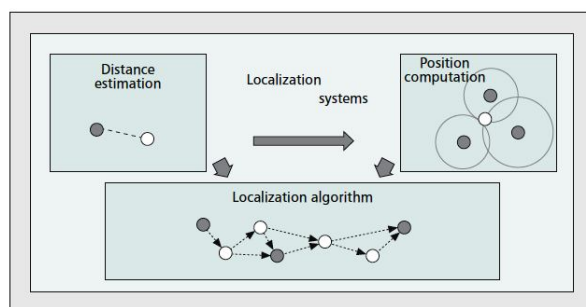 Distance
estimation
Localization
systems
Position
computation
Localization algorithm